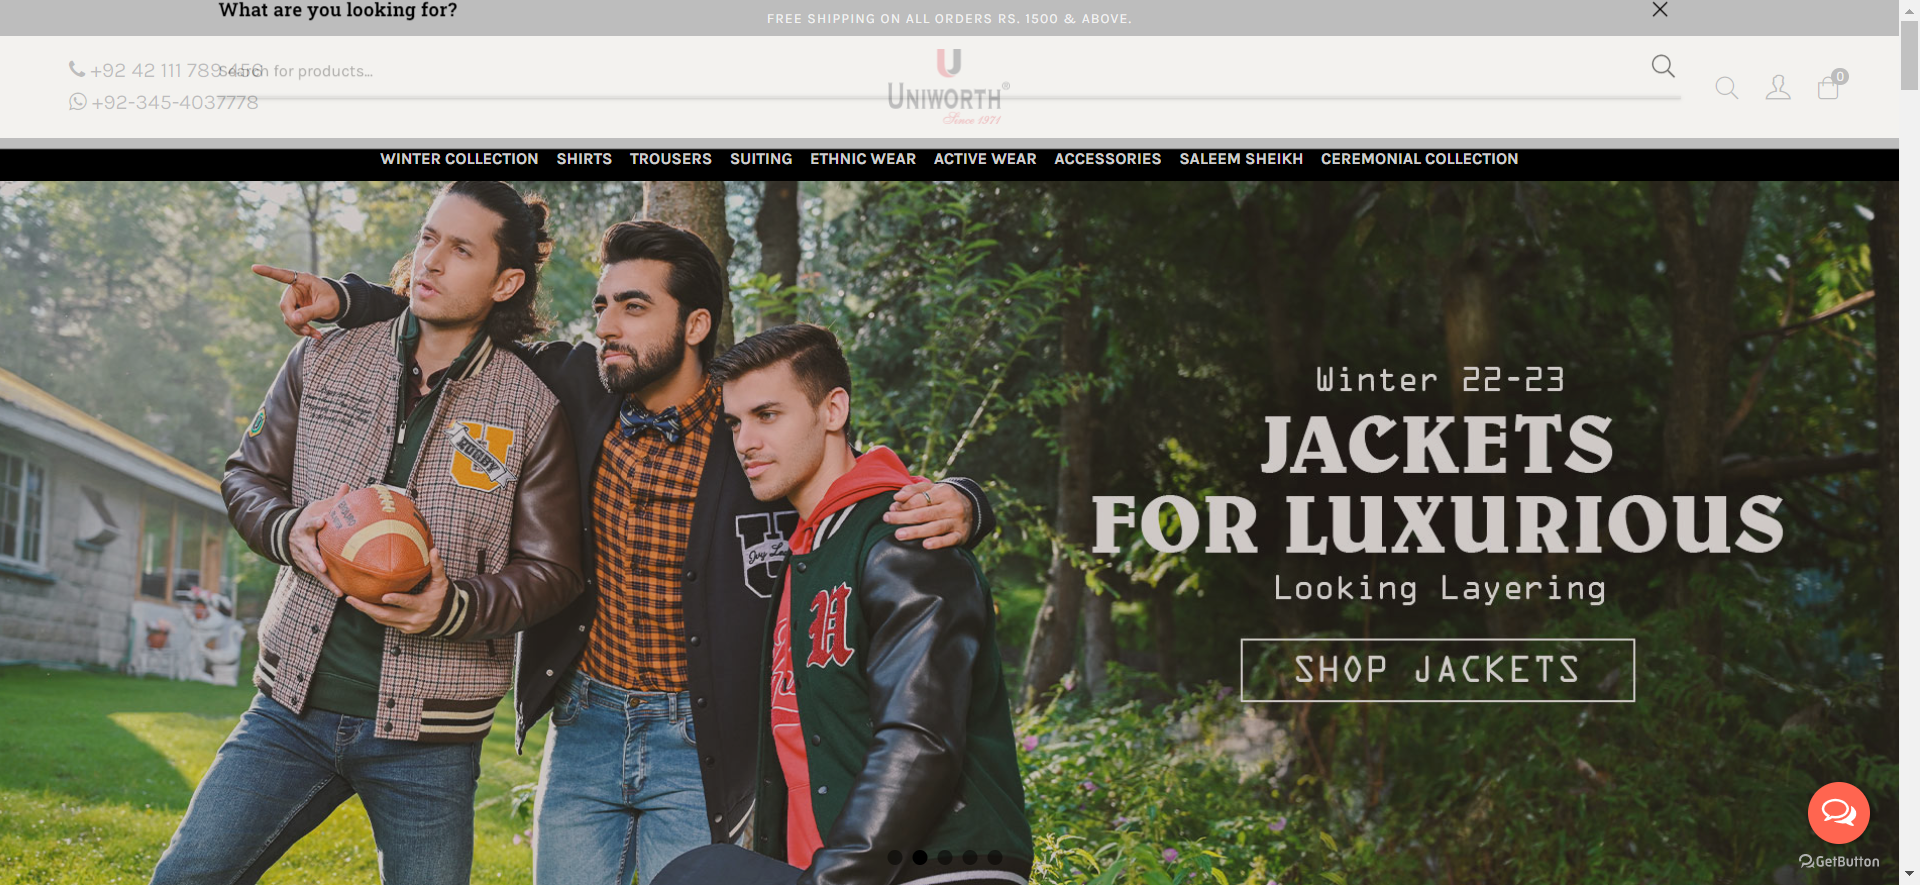 What are you looking for?
FREE SHIPPING ON ALL ORDERS RS. 1500 & ABOVE.
+92 42 111 789 456
Search for products...
+92-345-4037778
UNIWORTH®
Since 1971
0
WINTER COLLECTION SHIRTS TROUSERS SUITING ETHNIC WEAR ACTIVE WEAR ACCESSORIES SALEEM SHEIKH CEREMONIAL COLLECTION
Winter 22-23
JACKETS
FOR LUXURIOUS
Looking Layering
SHOP JACKETS
RUGBY
GetButton